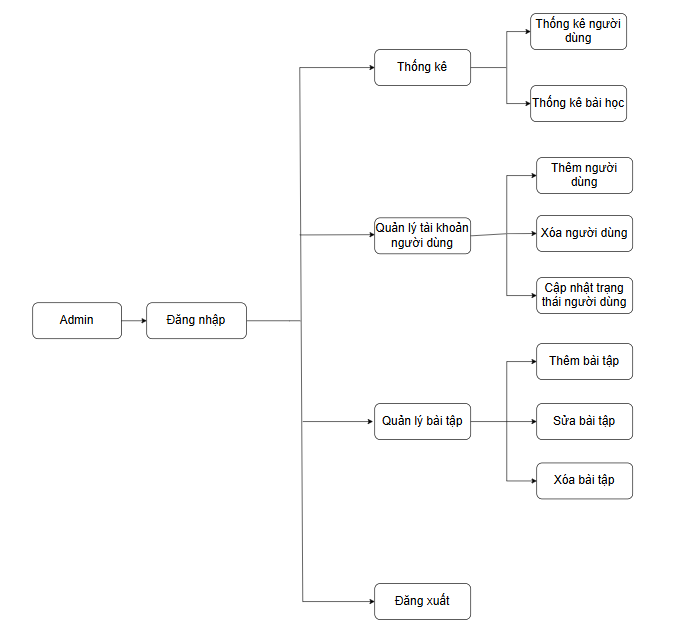 Admin
Đăng nhập
Thống kê
Thống kê người
dùng
Thống kê bài học
Quản lý tài khoản
người dùng
Thêm người
dùng
Xóa người dùng
Cập nhật trạng
thái người dùng
Quản lý bài tập
Thêm bài tập
Sửa bài tập
Xóa bài tập
Đăng xuất